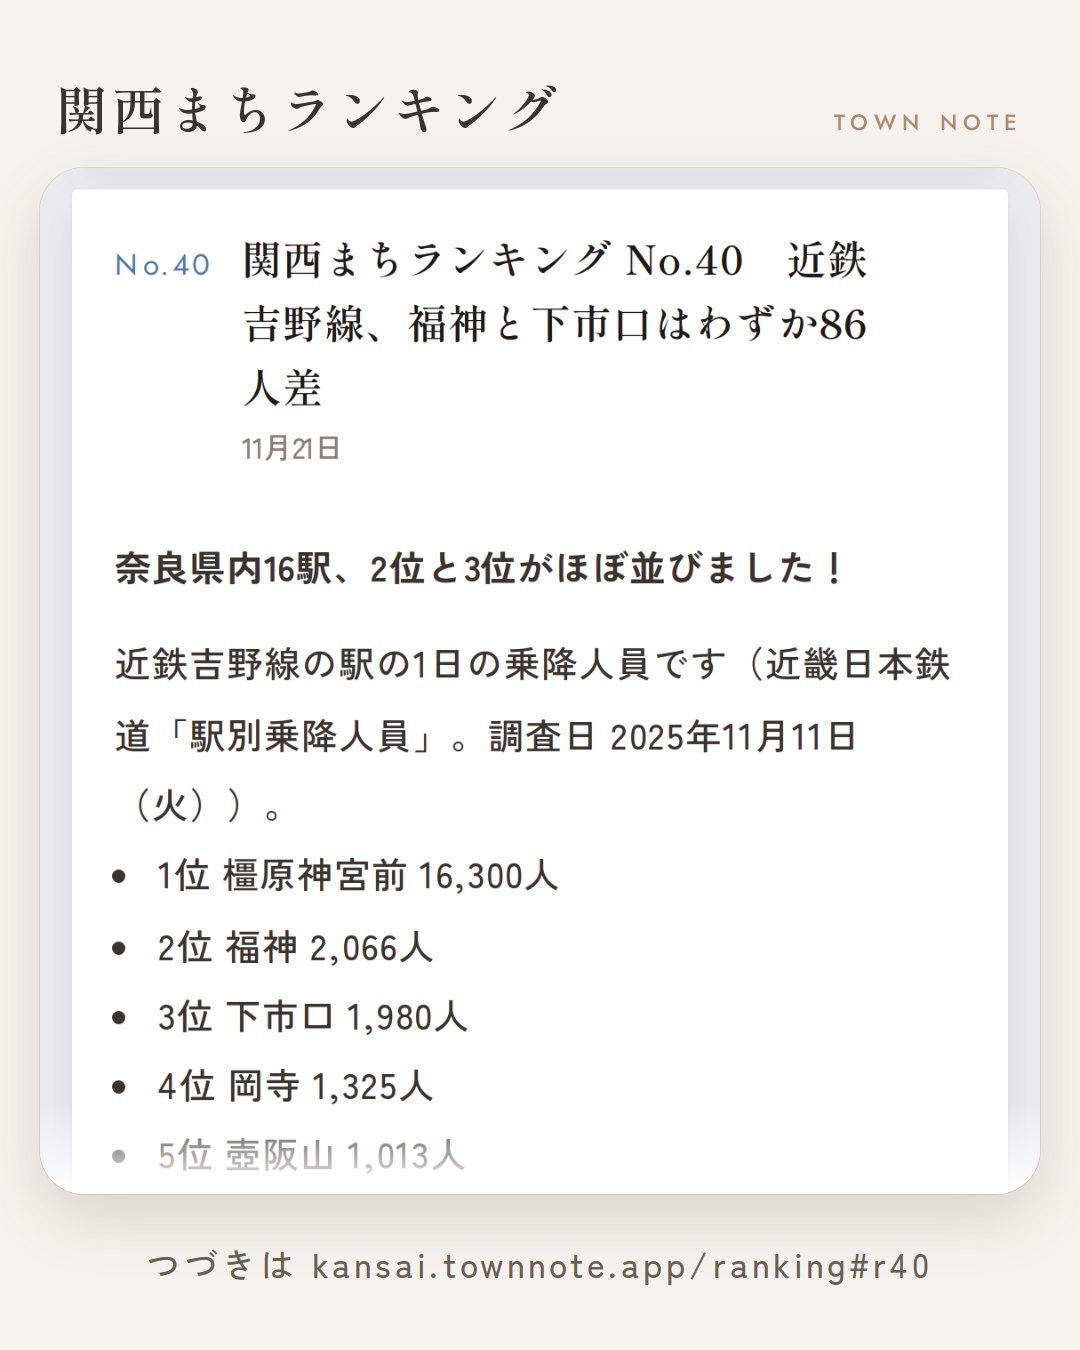 関西まちランキング
TOWN NOTE
No.40 関西まちランキング No.40　近鉄
吉野線、福神と下市口はわずか86
人差
11月21日
奈良県内16駅、2位と3位がほぼ並びました！
近鉄吉野線の駅の1日の乗降人員です（近畿日本鉄
道「駅別乗降人員」。調査日 2025年11月11日
（火））。
• 1位 橿原神宮前 16,300人
• 2位 福神 2,066人
• 3位 下市口 1,980人
• 4位 岡寺 1,325人
• 5位 壺阪山 1,013人
つづきは kansai.townnote.app/ranking#r40